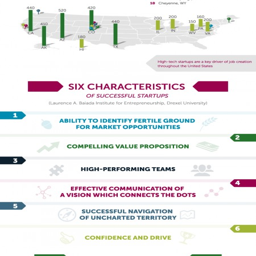 10 Cheyenne, WY
High-tech startups are a key driver of job creation
throughout the United States
SIX CHARACTERISTICS
OF SUCCESSFUL STARTUPS
(Laurence A. Baiada Institute for Entrepreneurship, Drexel University)
1
ABILITY TO IDENTIFY FERTILE GROUND
FOR MARKET OPPORTUNITIES
2
COMPELLING VALUE PROPOSITION
3
HIGH-PERFORMING TEAMS
4
EFFECTIVE COMMUNICATION OF
A VISION WHICH CONNECTS THE DOTS
5
SUCCESSFUL NAVIGATION
OF UNCHARTED TERRITORY
6
CONFIDENCE AND DRIVE